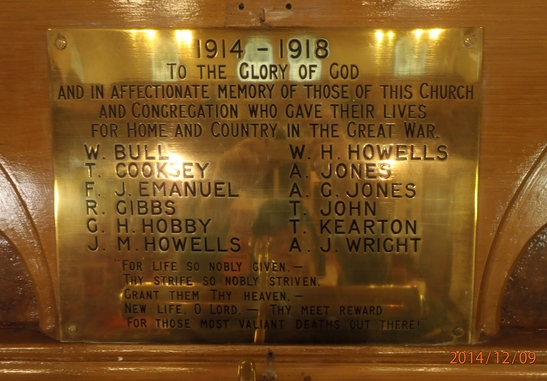 1914 - 1918
TO THE GLORY OF GOD
AND IN AFFECTIONATE MEMORY OF THOSE OF THIS CHURCH
AND CONGREGATION WHO GAVE THEIR LIVES
FOR HOME AND COUNTRY IN THE GREAT WAR.
W. BULL
T. COOKSEY
F. J. EMANUEL
R. GIBBS
G. H. HOBBY
J. M. HOWELLS
W. H. HOWELLS
A. JONES
A. G. JONES
T. JOHN
T. KEARTON
A. J. WRIGHT
"FOR LIFE SO NOBLY GIVEN.—
THY STRIFE SO NOBLY STRIVEN.
GRANT THEM THY HEAVEN.—
NEW LIFE, O LORD. — THY MEET REWARD
FOR THOSE MOST VALIANT DEATHS OUT THERE!
2014/12/09